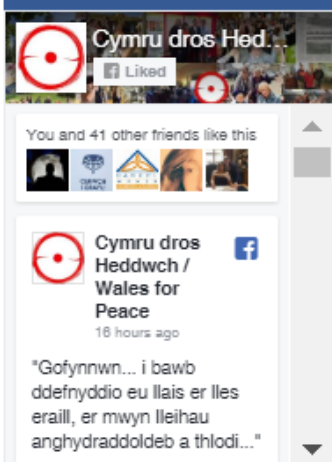 Cymru dros Hed...
Liked
You and 41 other friends like this
Cymru dros
Heddwch /
Wales for
Peace
16 hours ago
"Gofynnwn... i bawb
ddefnyddio eu llais er lles
eraill, er mwyn lleihau
anghydraddoldeb a thlodi..."